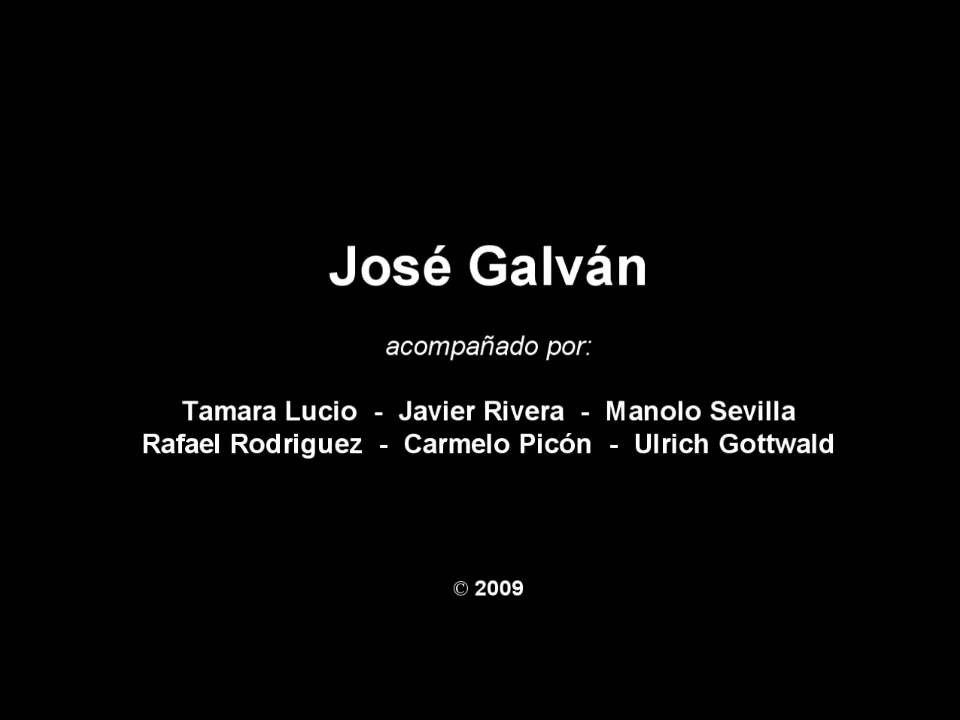 José Galván
acompañado por:
Tamara Lucio - Javier Rivera - Manolo Sevilla
Rafael Rodriguez - Carmelo Picón - Ulrich Gottwald
© 2009